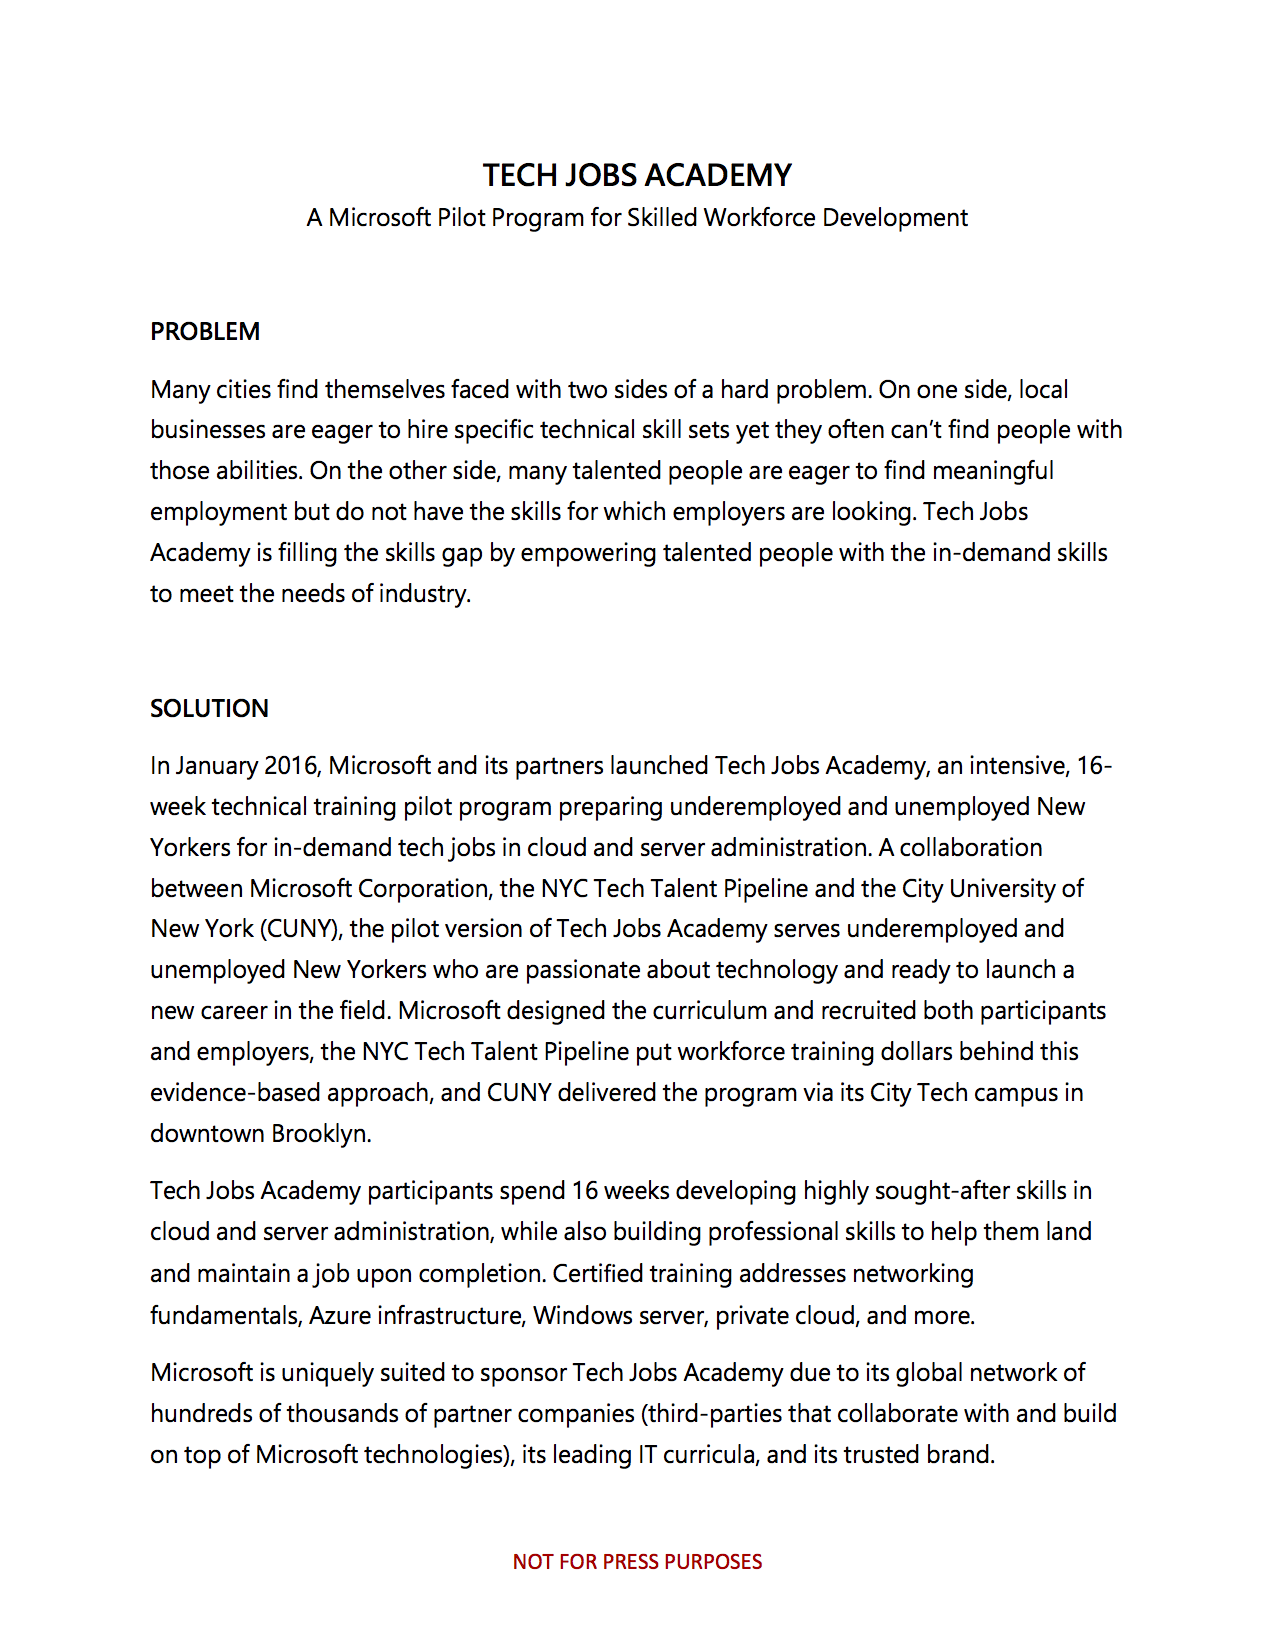 TECH JOBS ACADEMY
A Microsoft Pilot Program for Skilled Workforce Development
PROBLEM
Many cities find themselves faced with two sides of a hard problem. On one side, local
businesses are eager to hire specific technical skill sets yet they often can’t find people with
those abilities. On the other side, many talented people are eager to find meaningful
employment but do not have the skills for which employers are looking. Tech Jobs
Academy is filling the skills gap by empowering talented people with the in-demand skills
to meet the needs of industry.
SOLUTION
In January 2016, Microsoft and its partners launched Tech Jobs Academy, an intensive, 16-
week technical training pilot program preparing underemployed and unemployed New
Yorkers for in-demand tech jobs in cloud and server administration. A collaboration
between Microsoft Corporation, the NYC Tech Talent Pipeline and the City University of
New York (CUNY), the pilot version of Tech Jobs Academy serves underemployed and
unemployed New Yorkers who are passionate about technology and ready to launch a
new career in the field. Microsoft designed the curriculum and recruited both participants
and employers, the NYC Tech Talent Pipeline put workforce training dollars behind this
evidence-based approach, and CUNY delivered the program via its City Tech campus in
downtown Brooklyn.
Tech Jobs Academy participants spend 16 weeks developing highly sought-after skills in
cloud and server administration, while also building professional skills to help them land
and maintain a job upon completion. Certified training addresses networking
fundamentals, Azure infrastructure, Windows server, private cloud, and more.
Microsoft is uniquely suited to sponsor Tech Jobs Academy due to its global network of
hundreds of thousands of partner companies (third-parties that collaborate with and build
on top of Microsoft technologies), its leading IT curricula, and its trusted brand.
NOT FOR PRESS PURPOSES